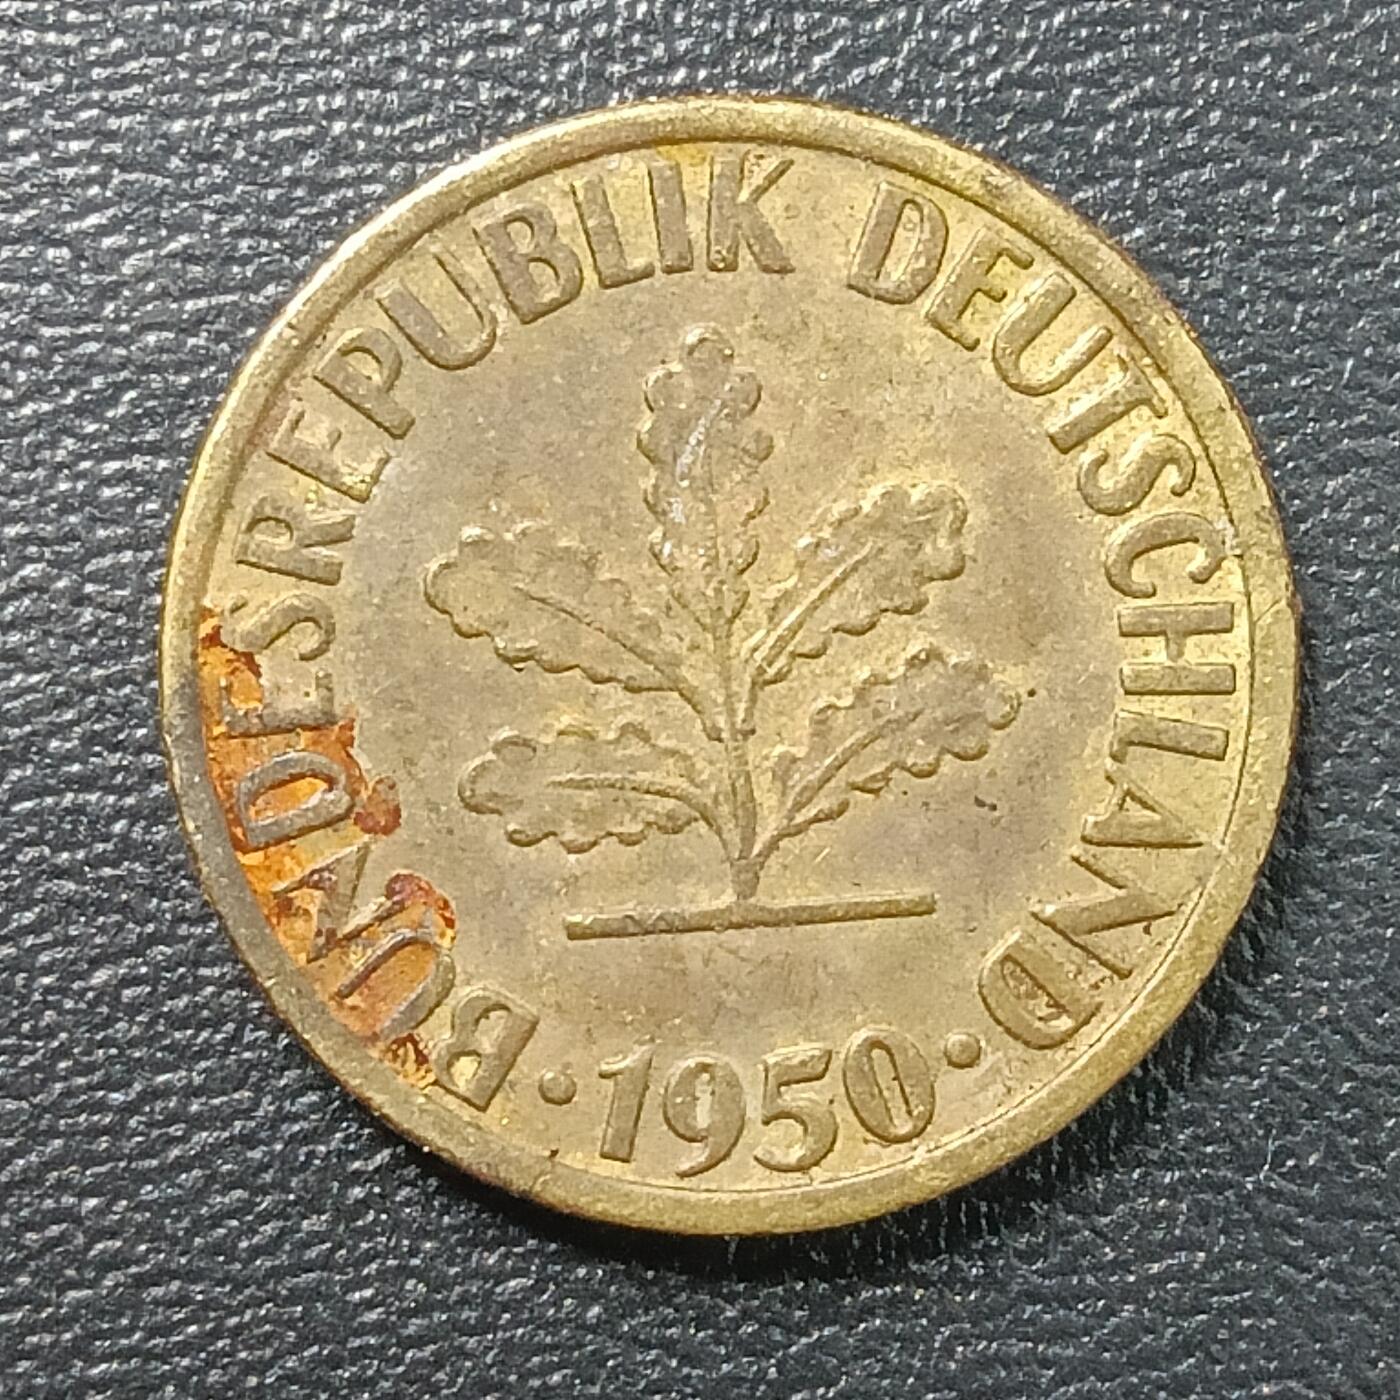 BUNDESREPUBLIK DEUTSCHLAND
· 1950 ·